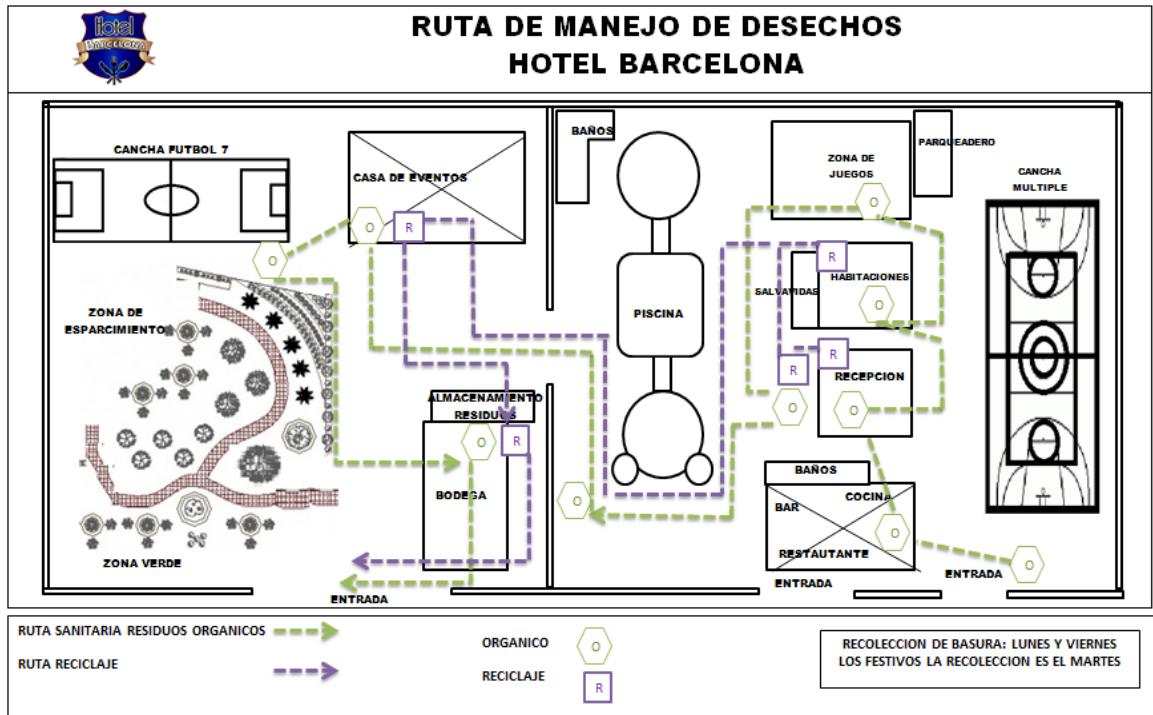 Hotel
BARCELONA
RUTA DE MANEJO DE DESECHOS
HOTEL BARCELONA
CANCHA FUTBOL 7
CASA DE EVENTOS
O
R
O
BAÑOS
ZONA DE
JUEGOS
O
PARQUEADERO
CANCHA
MULTIPLE
R
HABITACIONES
SALVAVIDAS
O
PISCINA
ZONA DE
ESPARCIMIENTO
R
R
RECEPCION
O
O
ALMACENAMIENTO
RESIDUOS
O
R
BODEGA
O
BAÑOS
COCINA
BAR
O
RESTAUTANTE
ENTRADA
ENTRADA
O
ZONA VERDE
ENTRADA
RUTA SANITARIA RESIDUOS ORGANICOS
RUTA RECICLAJE
ORGANICO
O
RECICLAJE
R
RECOLECCION DE BASURA: LUNES Y VIERNES
LOS FESTIVOS LA RECOLECCION ES EL MARTES